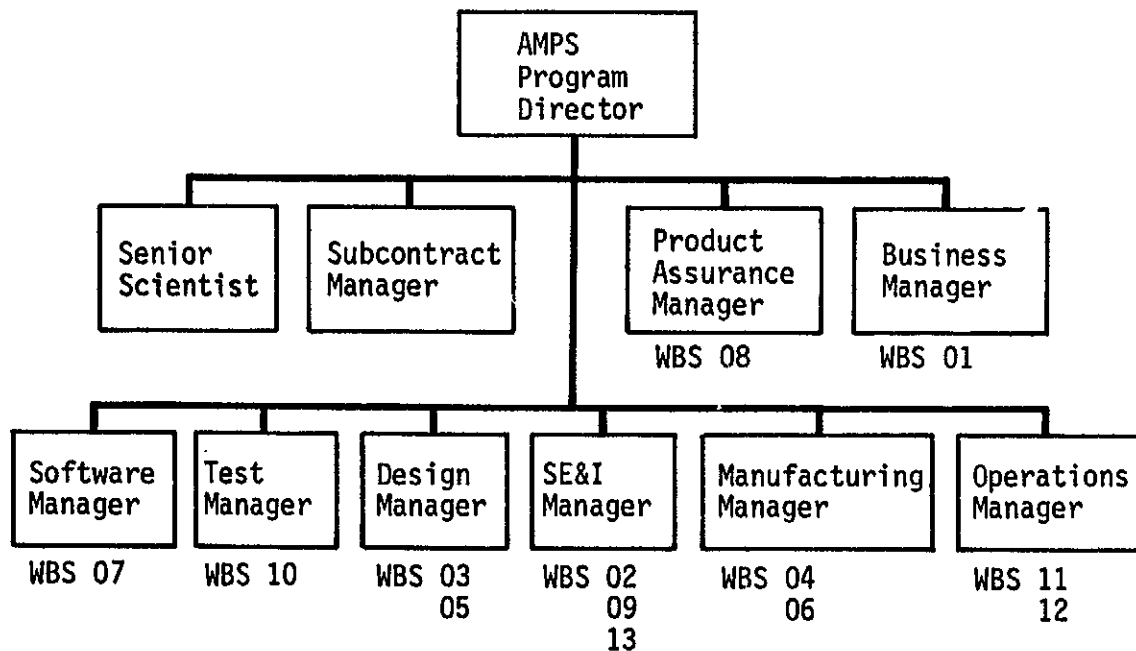 AMPS
Program
Director
Senior
Scientist
Subcontract
Manager
Product
Assurance
Manager
Business
Manager
WBS 08
WBS 01
Software
Manager
Test
Manager
Design
Manager
SE&I
Manager
Manufacturing
Manager
Operations
Manager
WBS 07
WBS 10
WBS 03
05
WBS 02
09
13
WBS 04
06
WBS 11
12